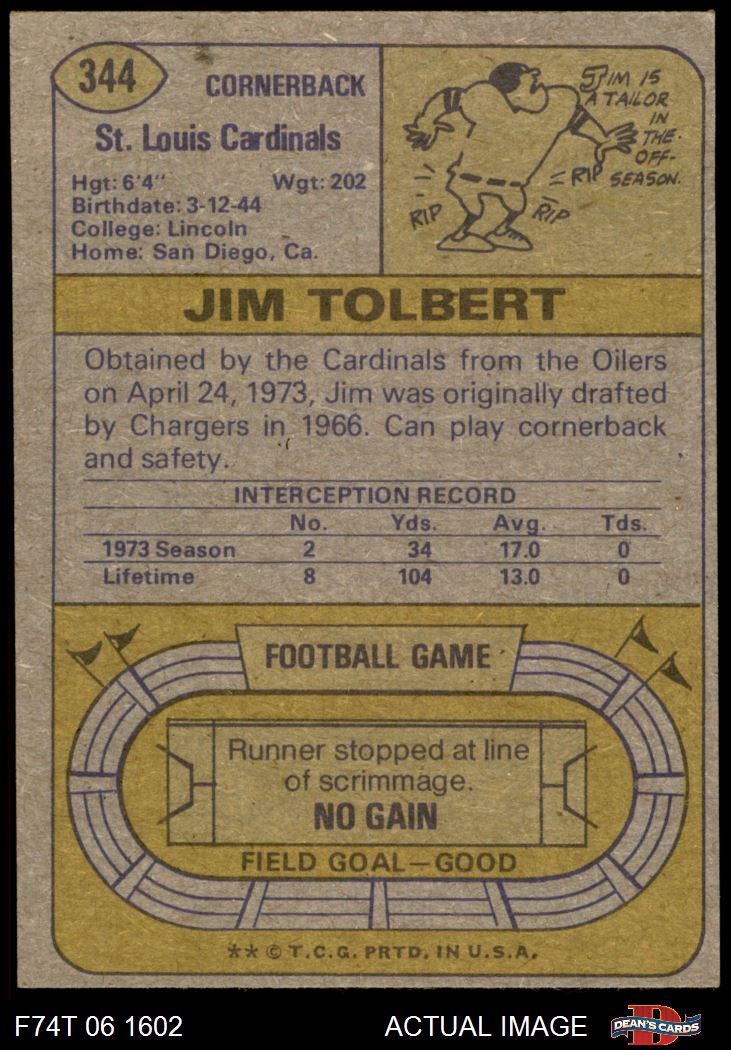 344
CORNERBACK
St. Louis Cardinals
Hgt: 6'4" Wgt: 202
Birthdate: 3-12-44
College: Lincoln
Home: San Diego, Ca.
JIM IS
A TAILOR
IN
THE
OFF-
SEASON.
RIP
RIP
RIP
JIM TOLBERT
Obtained by the Cardinals from the Oilers
on April 24, 1973, Jim was originally drafted
by Chargers in 1966. Can play cornerback
and safety.
INTERCEPTION RECORD
No. Yds. Avg. Tds.
1973 Season 2 34 17.0 0
Lifetime 8 104 13.0 0
FOOTBALL GAME
Runner stopped at line
of scrimmage.
NO GAIN
FIELD GOAL—GOOD
** © T.C.G. PRTD. IN U.S.A.
F74T 06 1602 ACTUAL IMAGE
D
DEAN'S CARDS